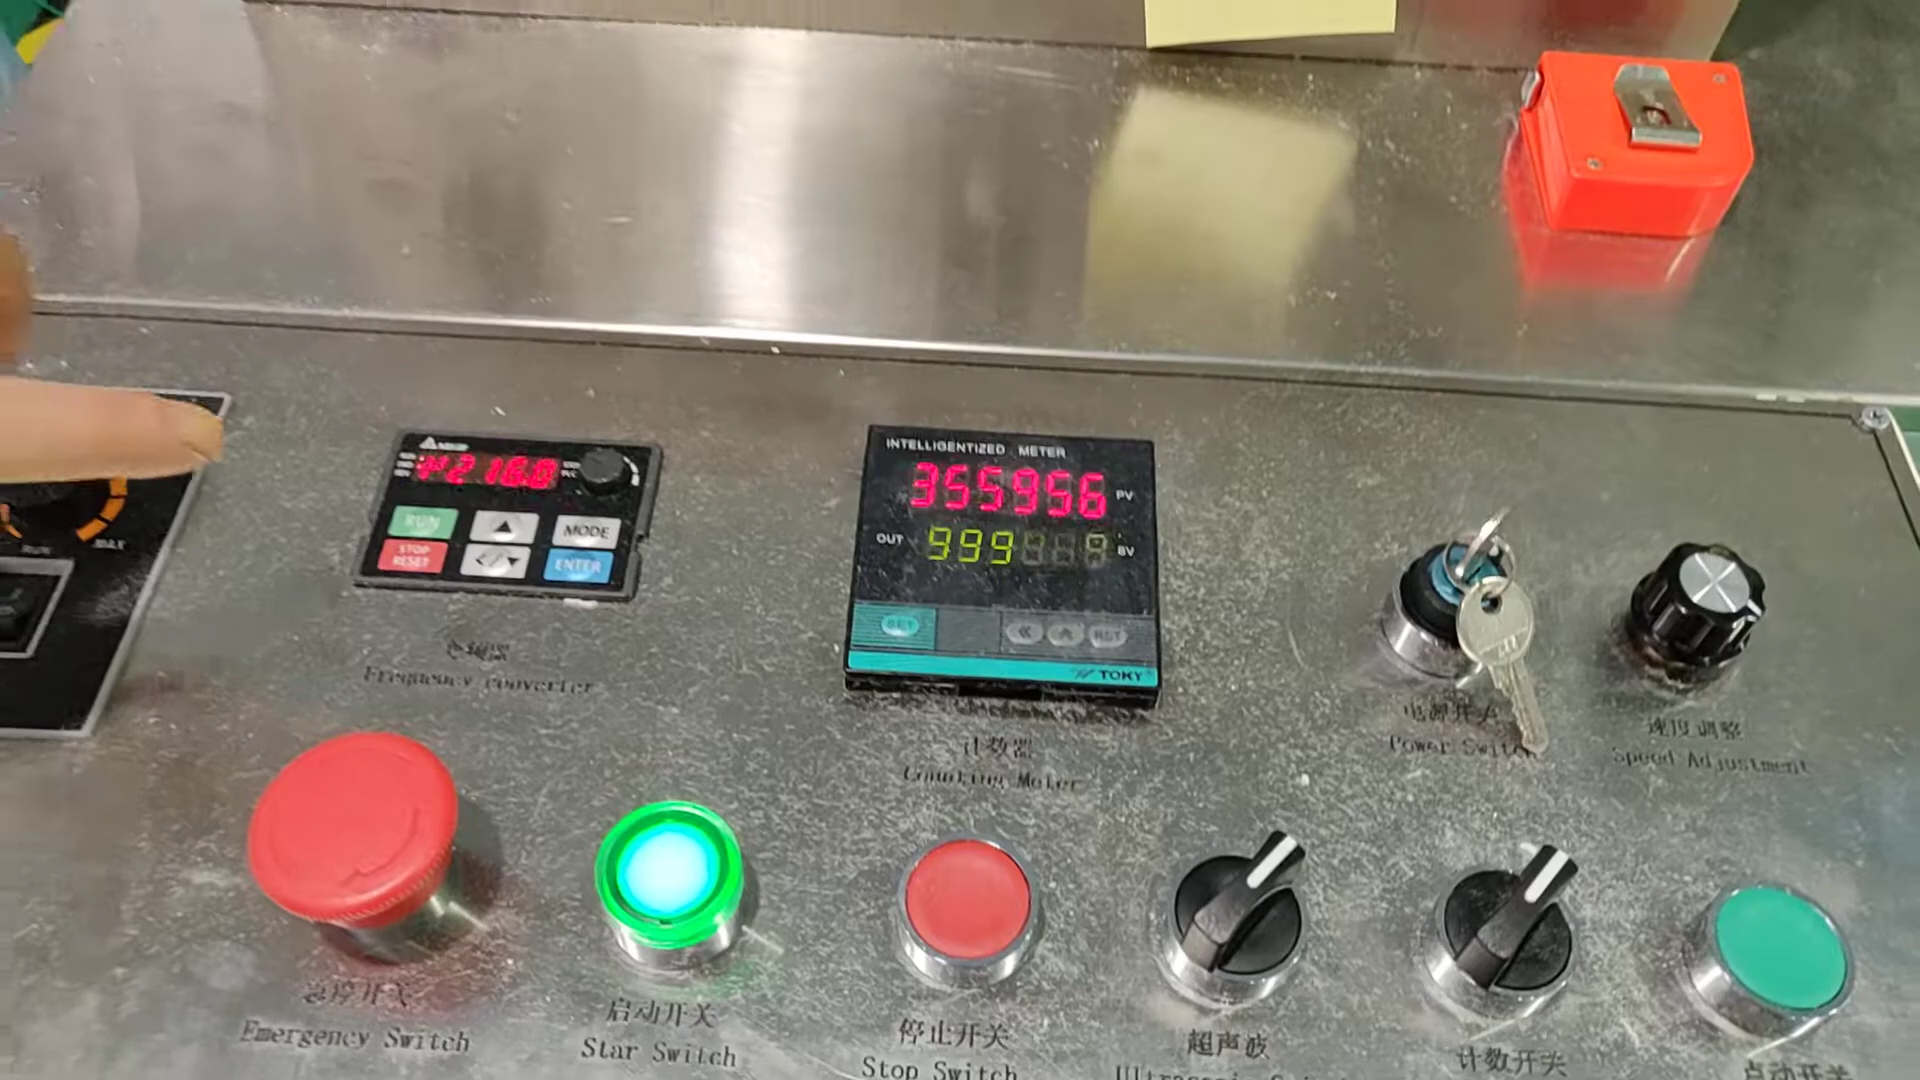 INTELLIGENTIZED METER
355956 PV
OUT 999 SV
SET
RST
TOKY
216.0
RUN
MODE
STOP
RESET
ENTER
MAX
Frequency converter
计数器
Counting Meter
电源开关
Power Switch
速度调整
Speed Adjustment
急停开关
Emergency Switch
启动开关
Star Switch
停止开关
Stop Switch
超声波
计数开关
点动开关